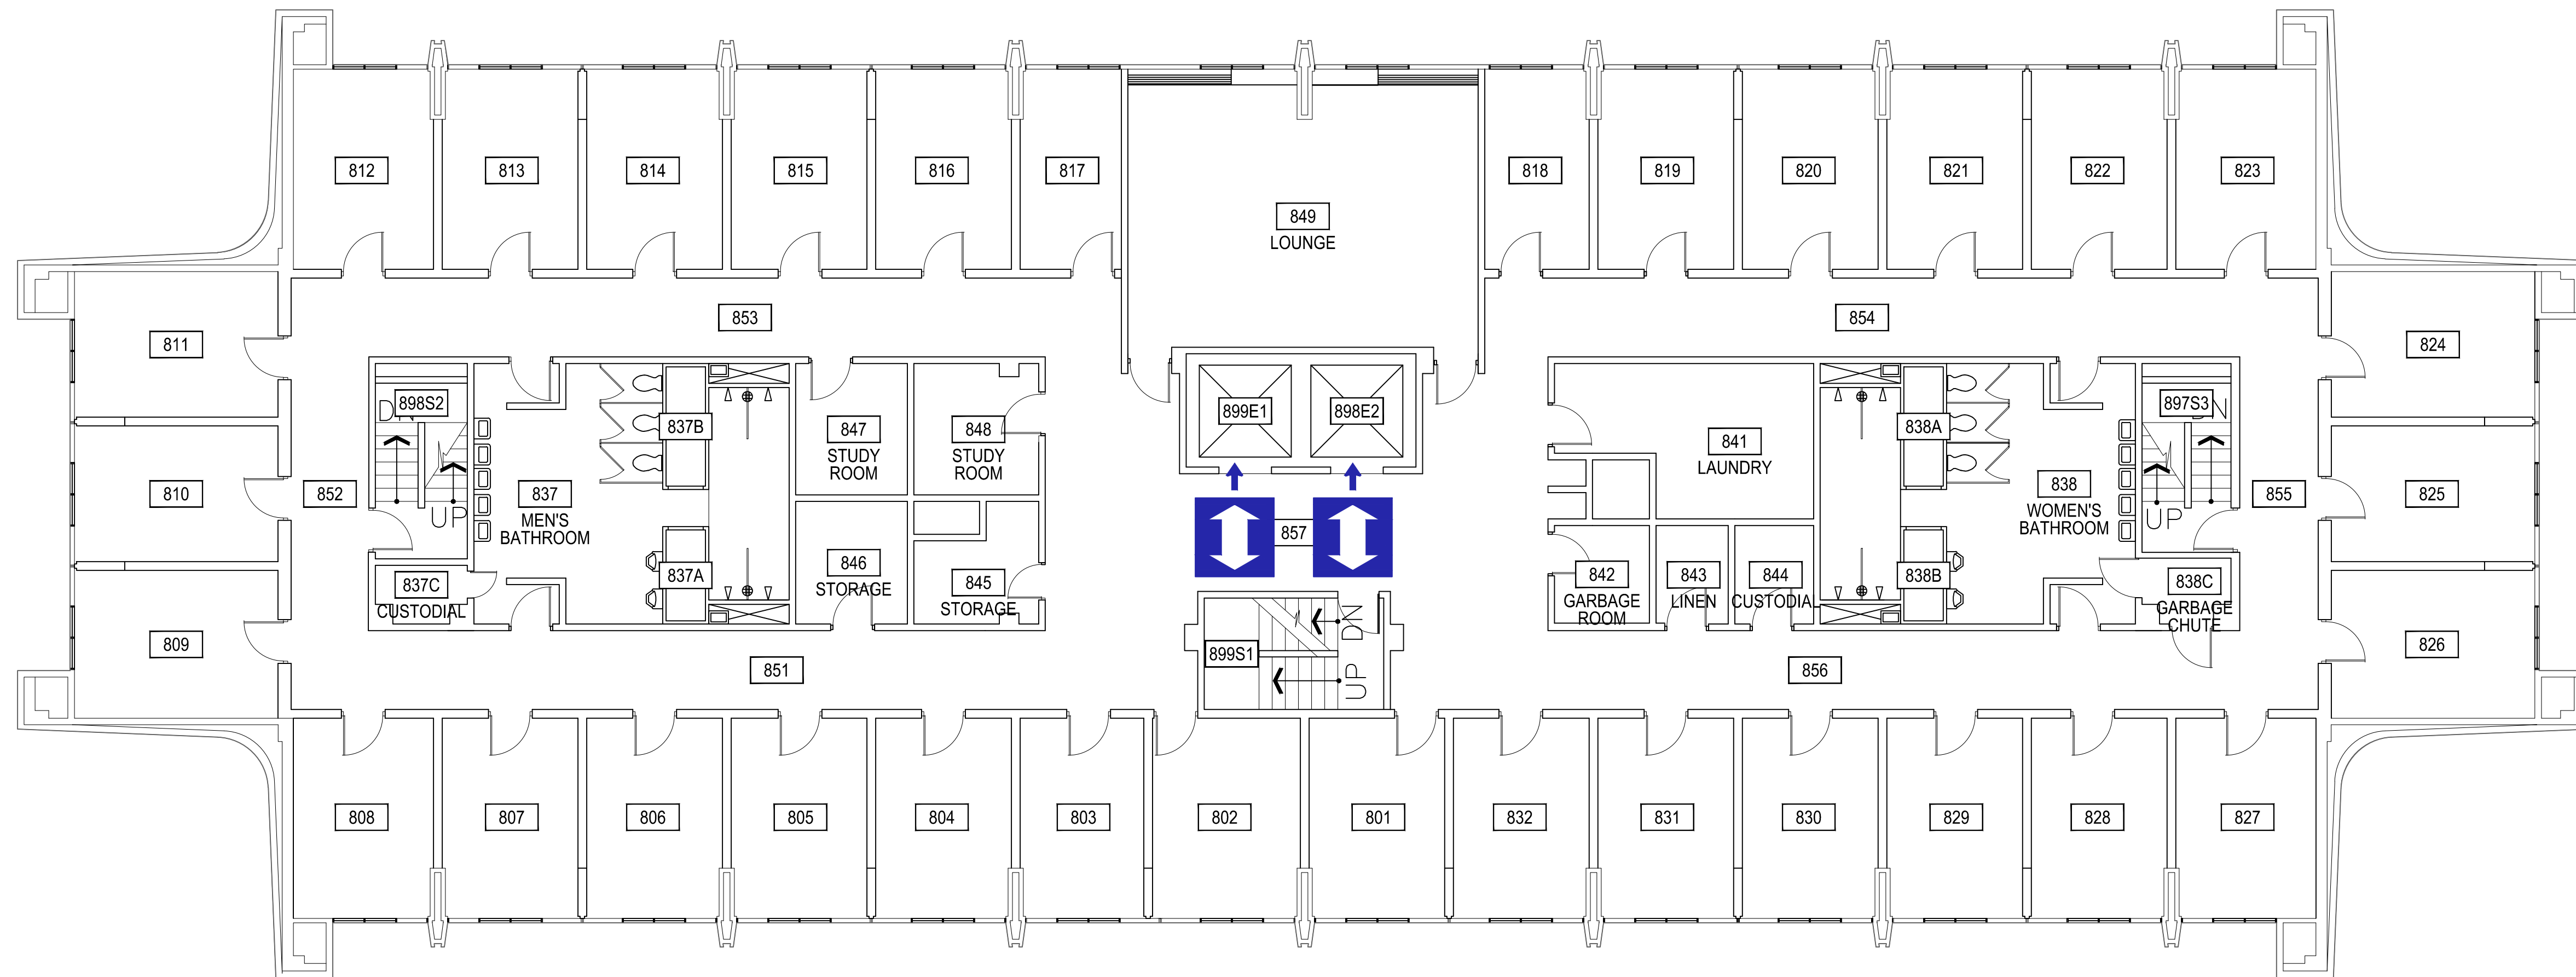 812
813
814
815
816
817
818
819
820
821
822
823
849
LOUNGE
853
854
811
824
898S2
DN
837B
847
STUDY
ROOM
848
STUDY
ROOM
899E1
898E2
841
LAUNDRY
838A
897S3
DN
810
852
UP
837
MEN'S
BATHROOM
857
838
WOMEN'S
BATHROOM
UP
855
825
837C
CUSTODIAL
837A
846
STORAGE
845
STORAGE
842
GARBAGE
ROOM
843
LINEN
844
CUSTODIAL
838B
838C
GARBAGE
CHUTE
809
899S1
DN
UP
826
851
856
808
807
806
805
804
803
802
801
832
831
830
829
828
827